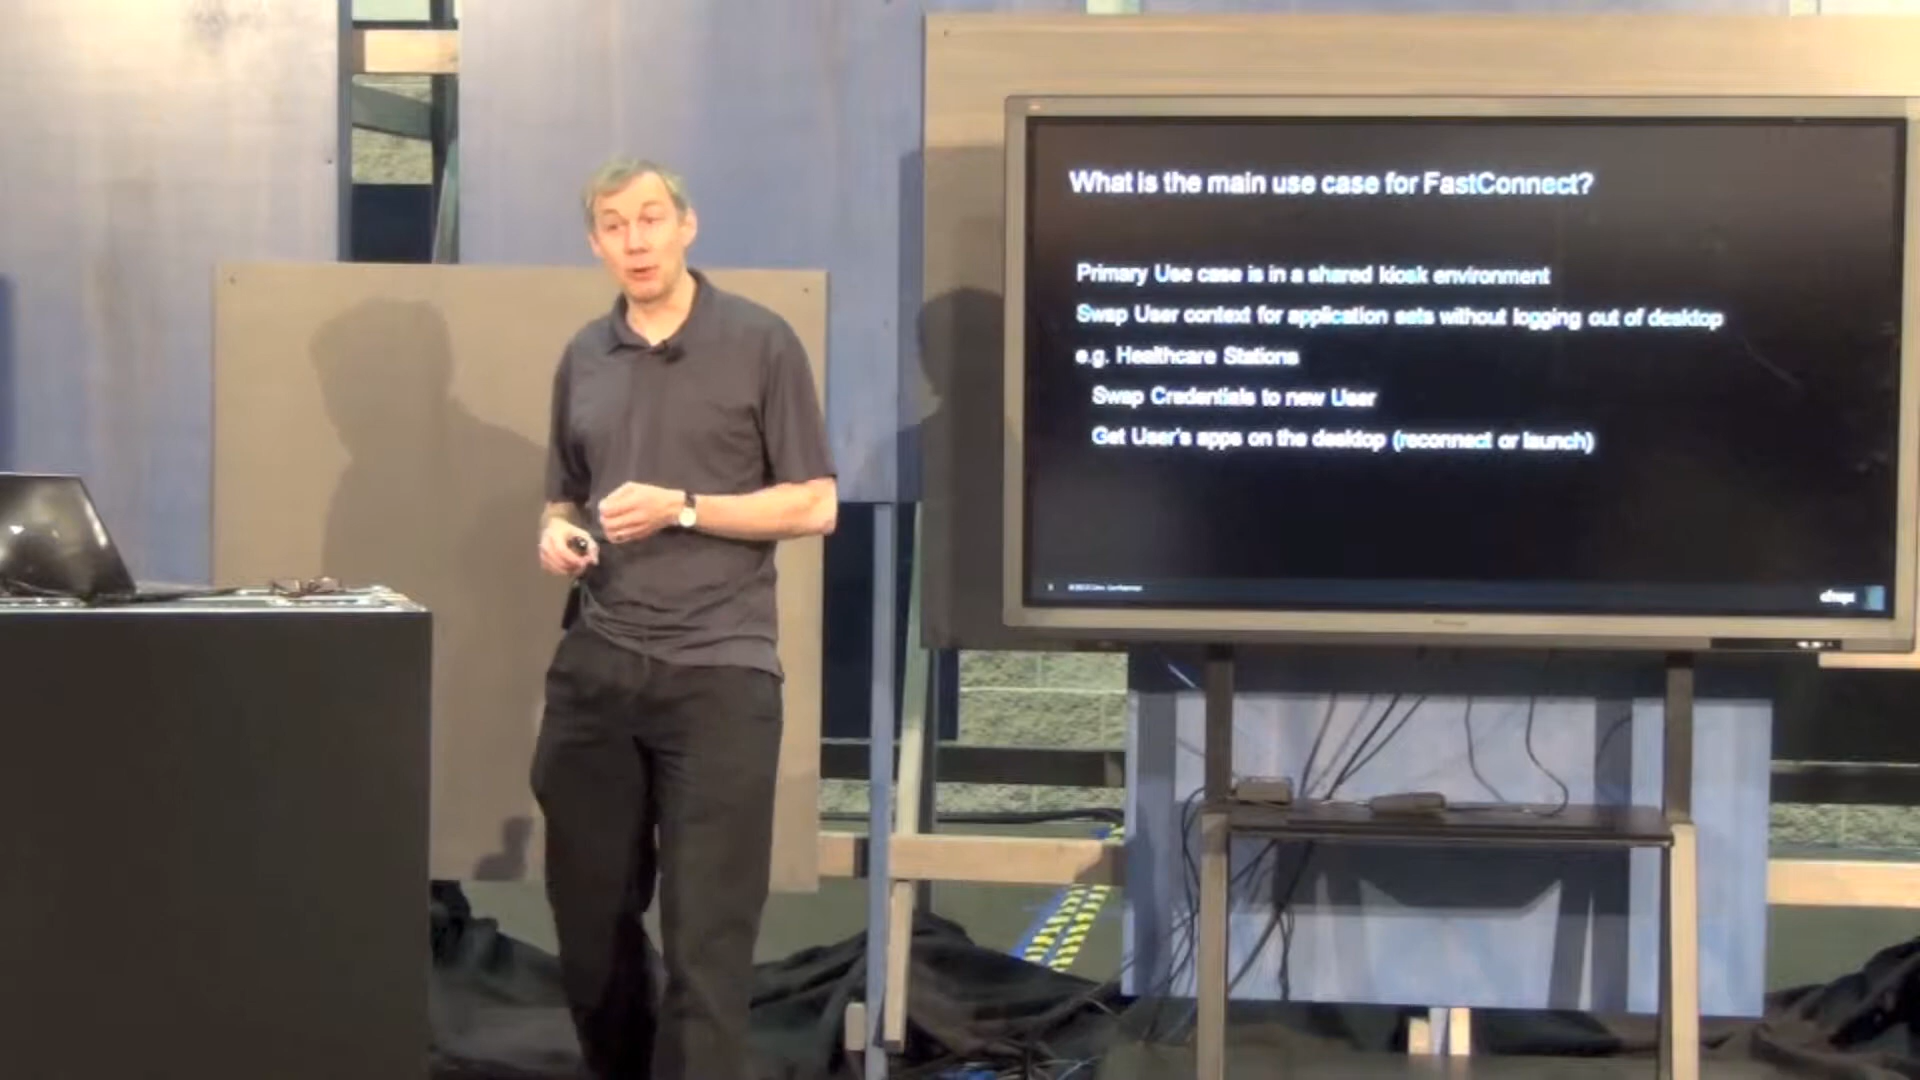 What is the main use case for FastConnect?
Primary Use case is in a shared kiosk environment
Swap User context for application sets without logging out of desktop
e.g. Healthcare Stations
Swap Credentials to new User
Get User's apps on the desktop (reconnect or launch)
citrix